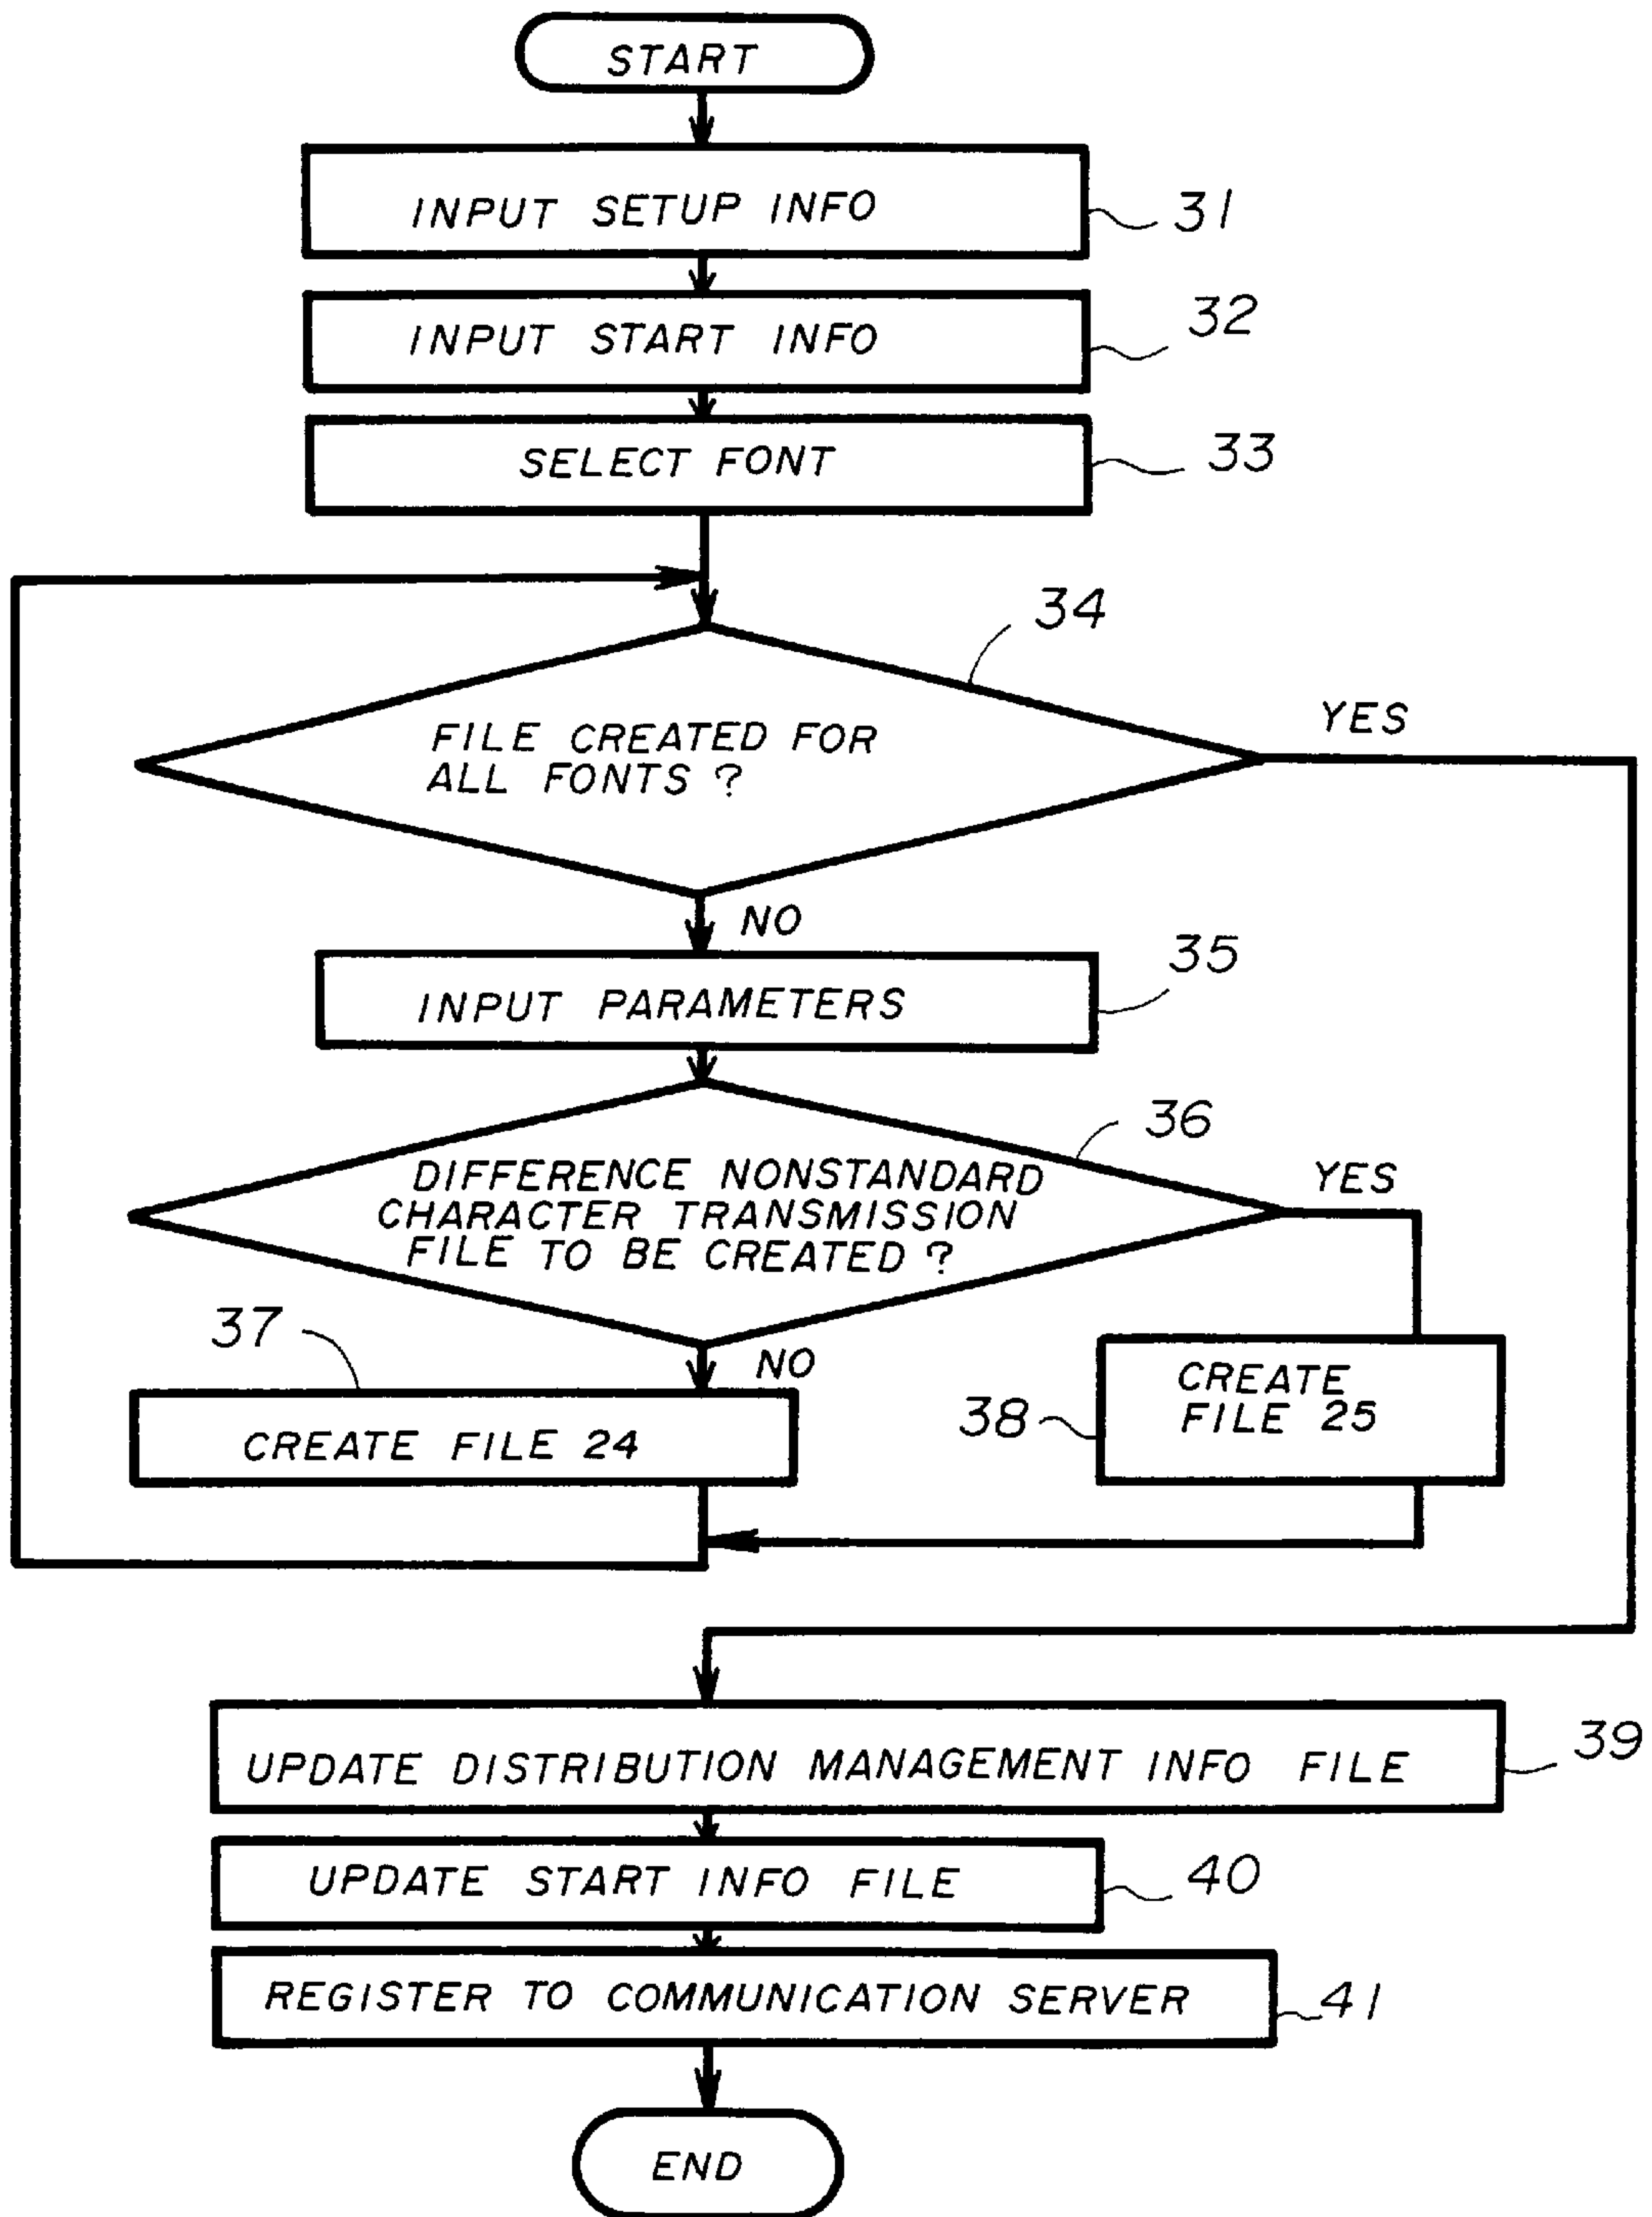 START
INPUT SETUP INFO
31
INPUT START INFO
32
SELECT FONT
33
34
FILE CREATED FOR
ALL FONTS ?
YES
NO
INPUT PARAMETERS
35
36
DIFFERENCE NONSTANDARD
CHARACTER TRANSMISSION
FILE TO BE CREATED ?
YES
NO
37
CREATE FILE 24
38
CREATE
FILE 25
UPDATE DISTRIBUTION MANAGEMENT INFO FILE
39
UPDATE START INFO FILE
40
REGISTER TO COMMUNICATION SERVER
41
END